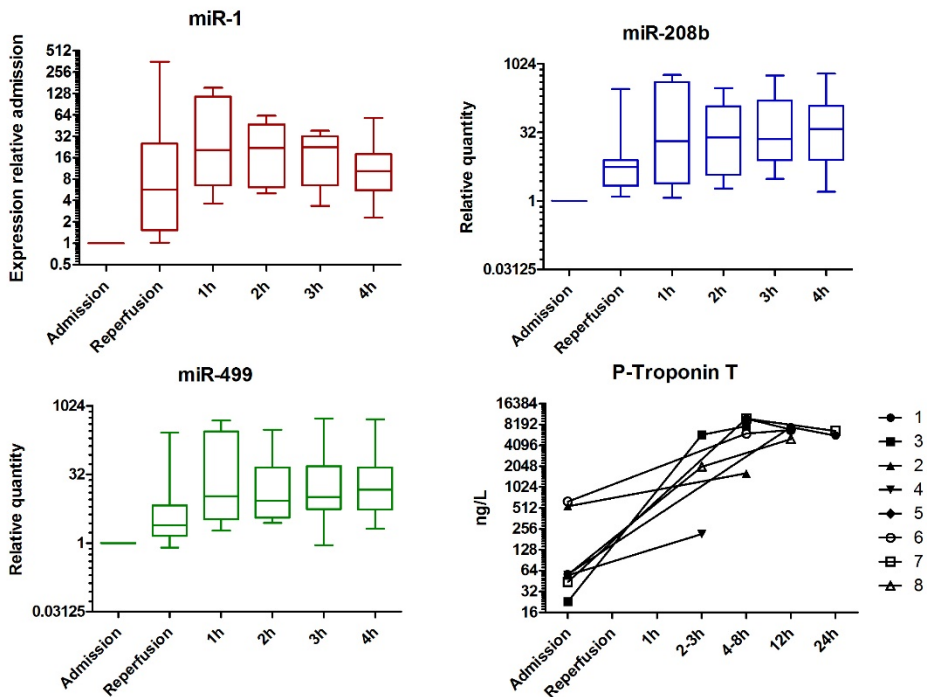 miR-1
Expression relative admission
512
256
128
64
32
16
8
4
2
1
0.5
Admission
Reperfusion
1h
2h
3h
4h
miR-208b
Relative quantity
1024
32
1
0.03125
Admission
Reperfusion
1h
2h
3h
4h
miR-499
Relative quantity
1024
32
1
0.03125
Admission
Reperfusion
1h
2h
3h
4h
P-Troponin T
ng/L
16384
8192
4096
2048
1024
512
256
128
64
32
16
Admission
Reperfusion
1h
2-3h
4-8h
12h
24h
1
3
2
4
5
6
7
8